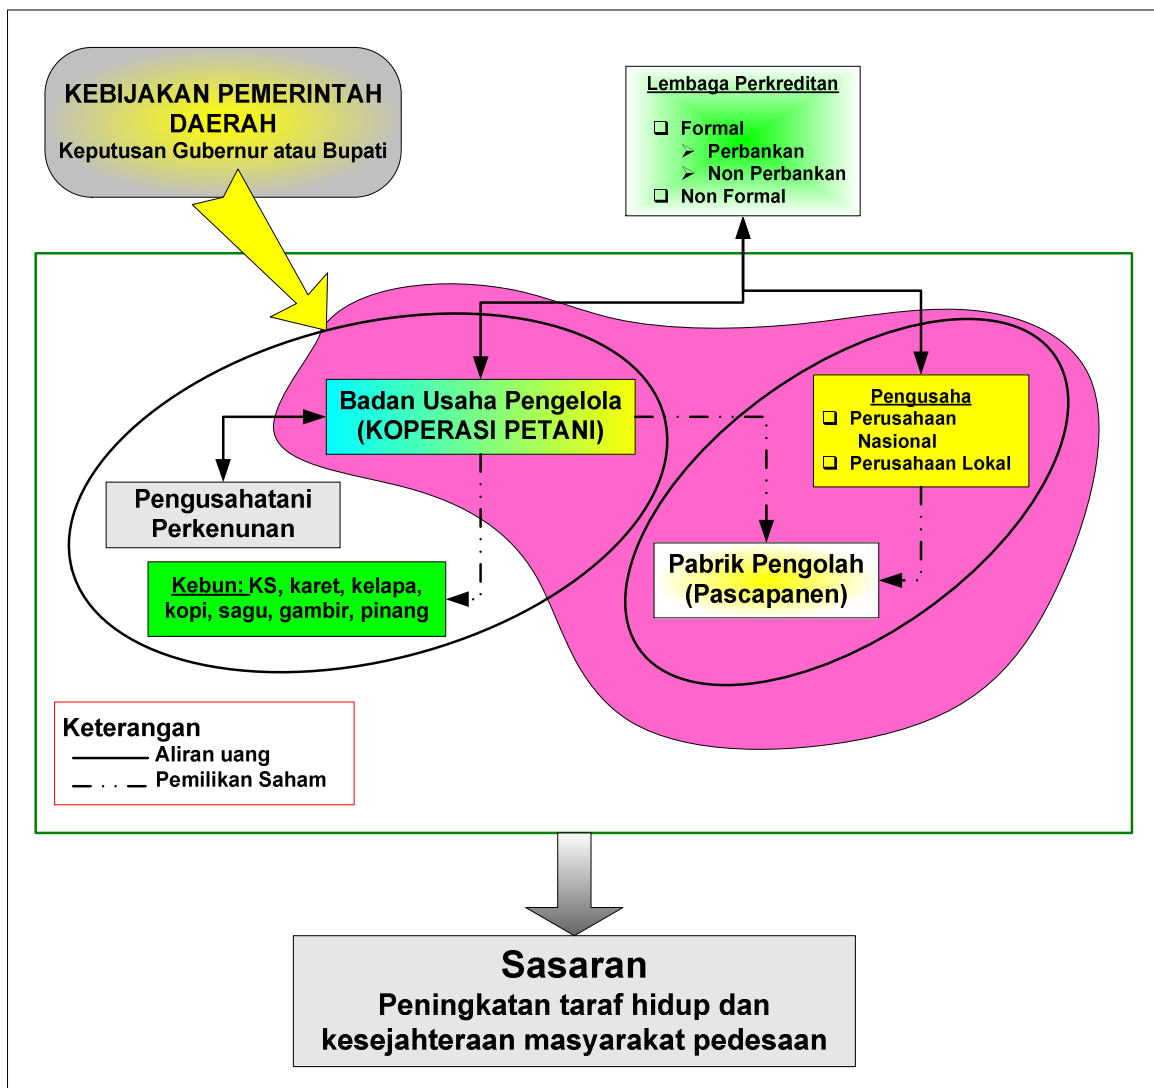 KEBIJAKAN PEMERINTAH
DAERAH
Keputusan Gubernur atau Bupati
Lembaga Perkreditan
Formal
Perbankan
Non Perbankan
Non Formal
Badan Usaha Pengelola
(KOPERASI PETANI)
Pengusaha
Perusahaan
Nasional
Perusahaan Lokal
Pengusahatani
Perkenunan
Kebun: KS, karet, kelapa,
kopi, sagu, gambir, pinang
Pabrik Pengolah
(Pascapanen)
Keterangan
Aliran uang
Pemilikan Saham
Sasaran
Peningkatan taraf hidup dan
kesejahteraan masyarakat pedesaan